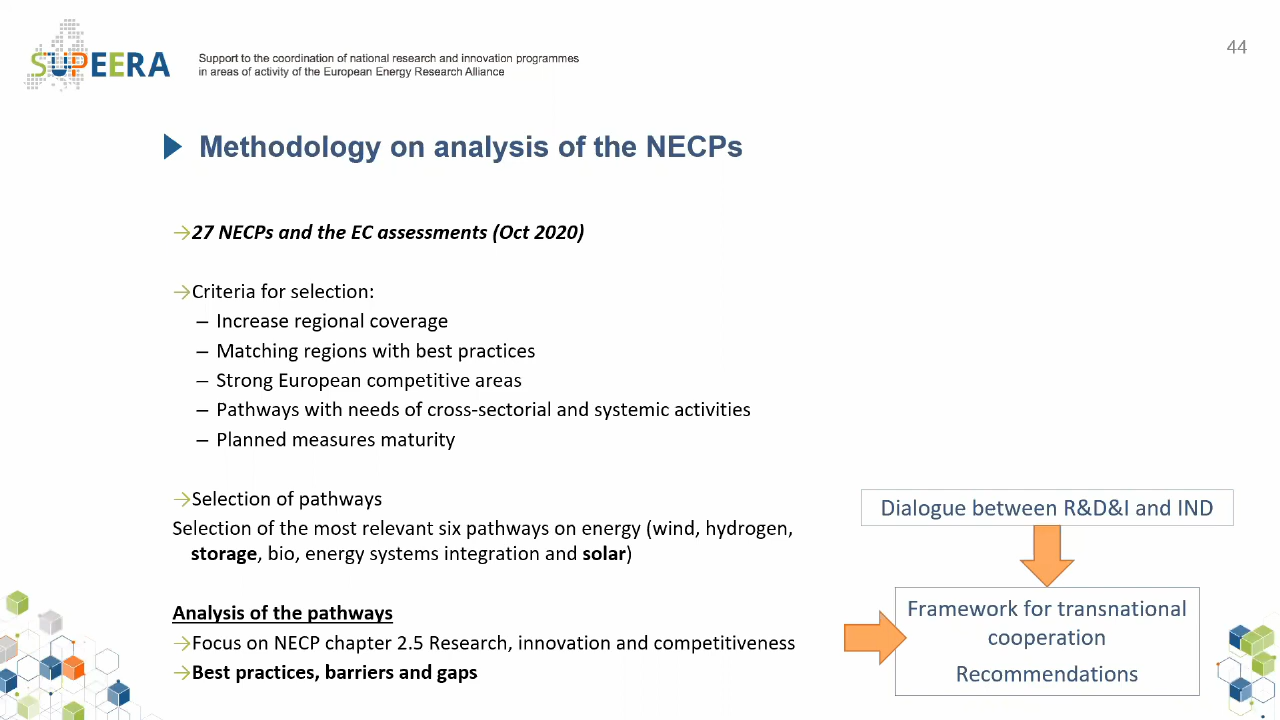 SUPEERA
Support to the coordination of national research and innovation programmes
in areas of activity of the European Energy Research Alliance
44
Methodology on analysis of the NECPs
→27 NECPs and the EC assessments (Oct 2020)
→Criteria for selection:
– Increase regional coverage
– Matching regions with best practices
– Strong European competitive areas
– Pathways with needs of cross-sectorial and systemic activities
– Planned measures maturity
→Selection of pathways
Selection of the most relevant six pathways on energy (wind, hydrogen,
storage, bio, energy systems integration and solar)
Analysis of the pathways
→Focus on NECP chapter 2.5 Research, innovation and competitiveness
→Best practices, barriers and gaps
Dialogue between R&D&I and IND
Framework for transnational
cooperation
Recommendations